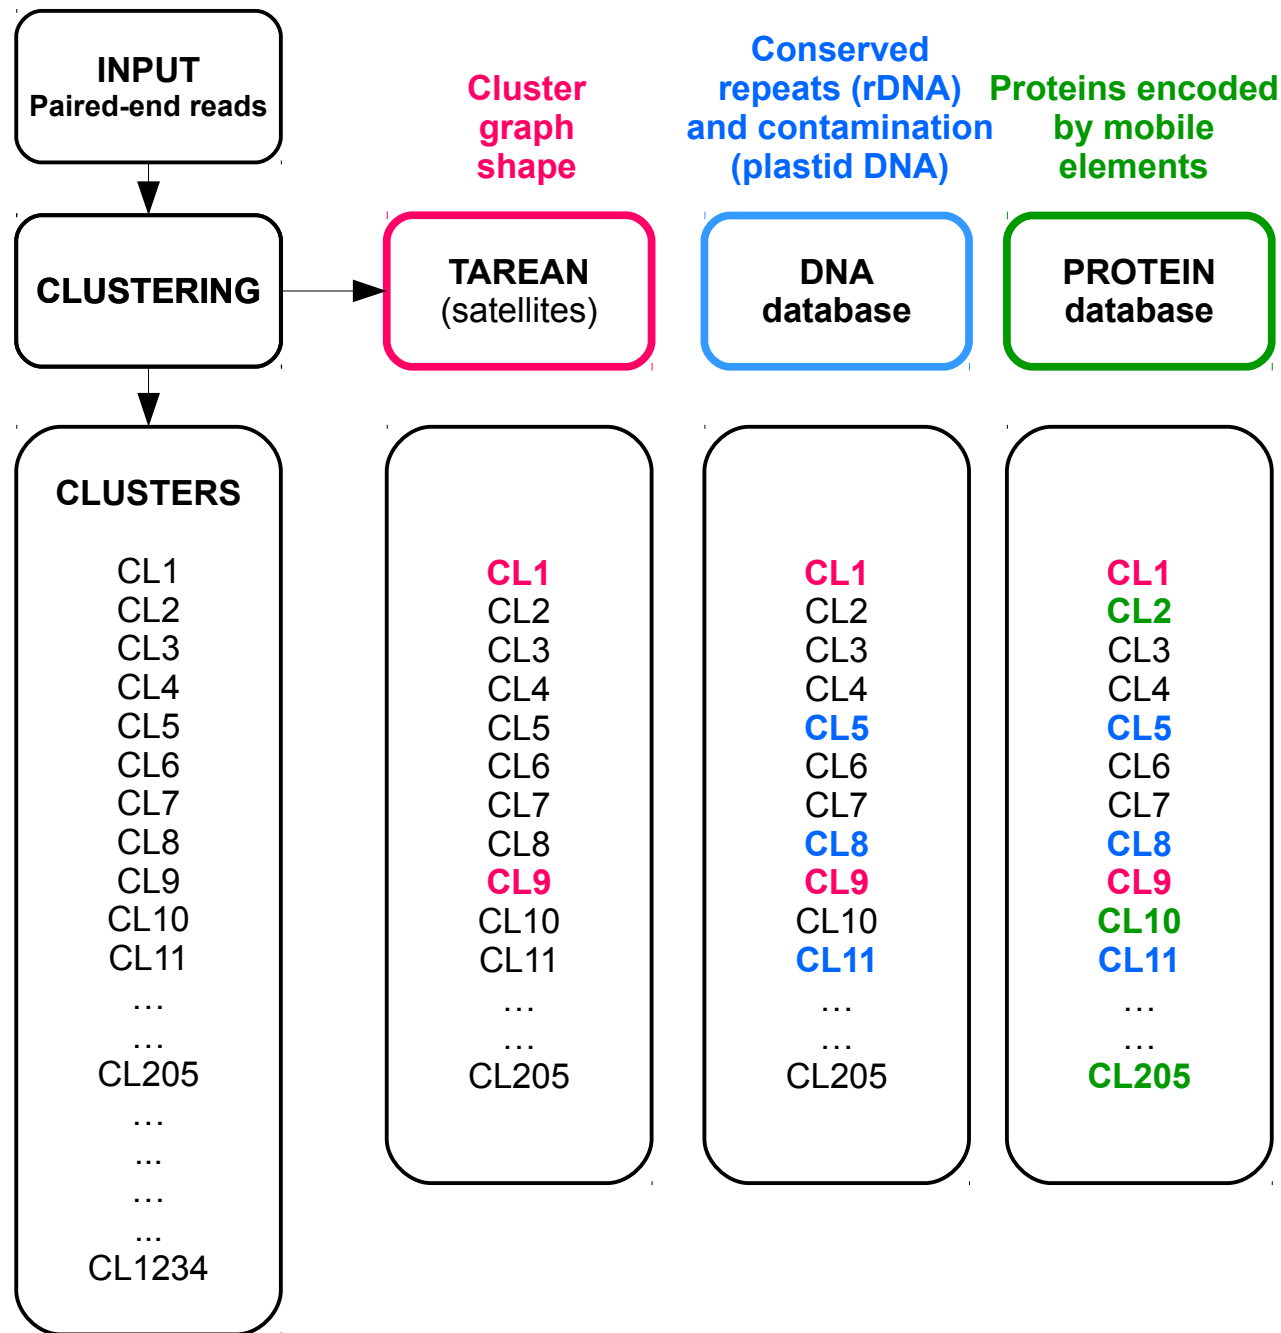 INPUT
Paired-end reads
CLUSTERING
Cluster
graph
shape
TAREAN
(satellites)
Conserved
repeats (rDNA)
and contamination
(plastid DNA)
DNA
database
Proteins encoded
by mobile
elements
PROTEIN
database
CLUSTERS
CL1
CL2
CL3
CL4
CL5
CL6
CL7
CL8
CL9
CL10
CL11
...
...
CL205
...
...
...
...
CL1234
CL1
CL2
CL3
CL4
CL5
CL6
CL7
CL8
CL9
CL10
CL11
...
...
CL205
CL1
CL2
CL3
CL4
CL5
CL6
CL7
CL8
CL9
CL10
CL11
...
...
CL205
CL1
CL2
CL3
CL4
CL5
CL6
CL7
CL8
CL9
CL10
CL11
...
...
CL205